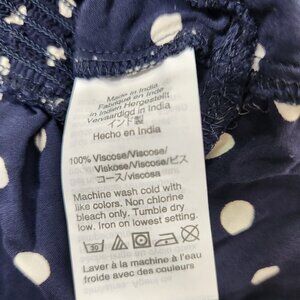 Made in India
Fabriqué en Inde
in Indien Hergestellt
Vervaardigd in India
インド製
Hecho en India
100% Viscose/Viscose/
Viskose/Viscose/ビス
コース/Viscosa
Machine wash cold with
like colors. Non chlorine
bleach only. Tumble dry
low. Iron on lowest setting.
30
Laver à la machine à l'eau
froide avec des couleurs